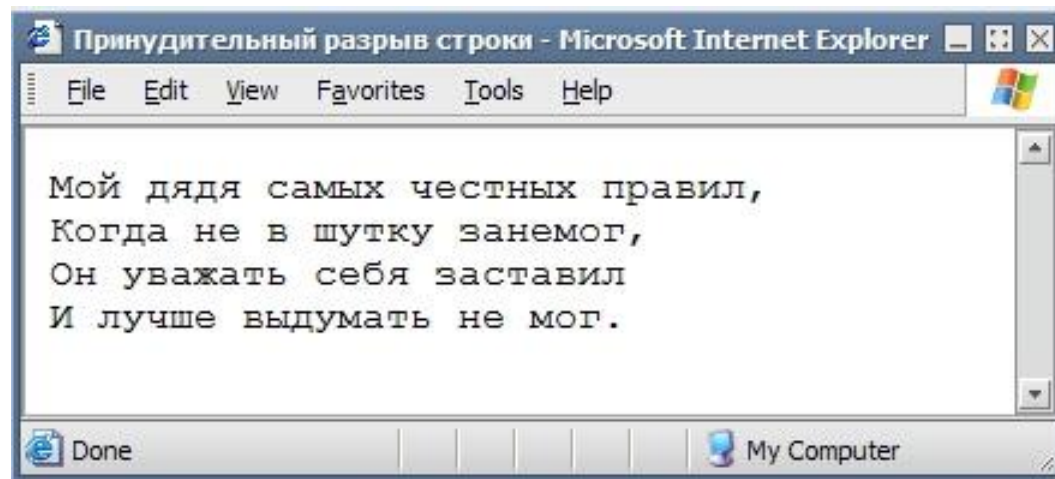 Принудительный разрыв строки - Microsoft Internet Explorer
File Edit View Favorites Tools Help
Мой дядя самых честных правил,
Когда не в шутку занемог,
Он уважать себя заставил
И лучше выдумать не мог.
Done My Computer